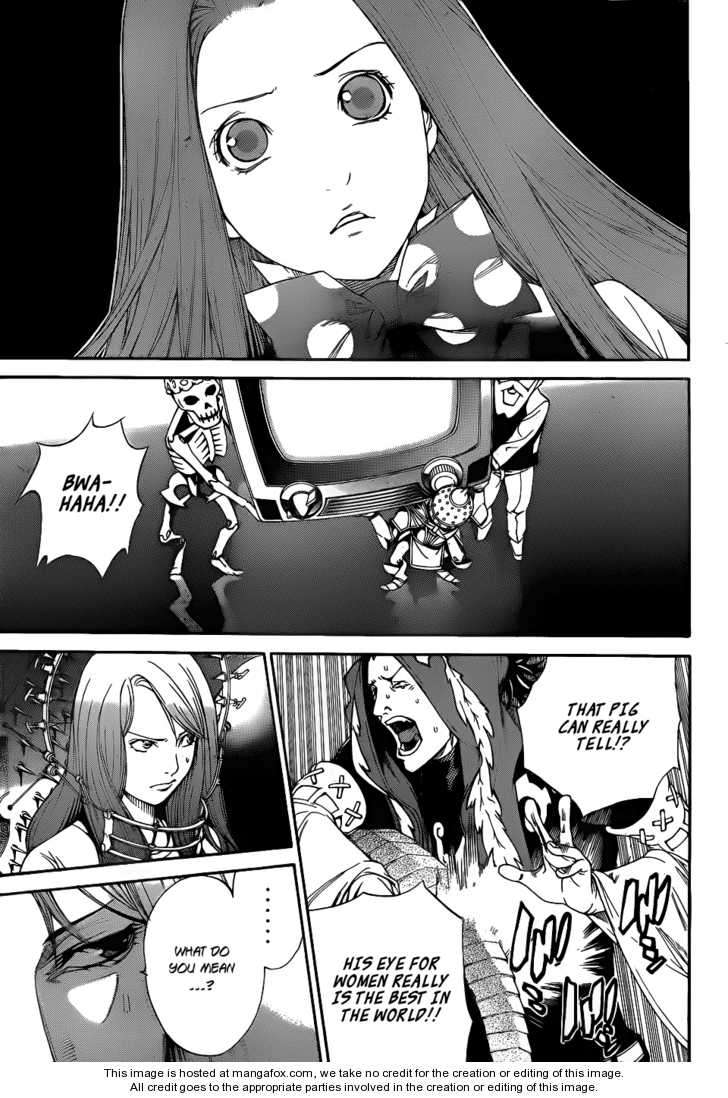 BWA-
HAHA!!
THAT PIG
CAN REALLY
TELL!?
HIS EYE FOR
WOMEN REALLY
IS THE BEST IN
THE WORLD!!
......
WHAT DO
YOU MEAN
...?
This image is hosted at mangafox.com, we take no credit for the creation or editing of this image.
All credit goes to the appropriate parties involved in the creation or editing of this image.